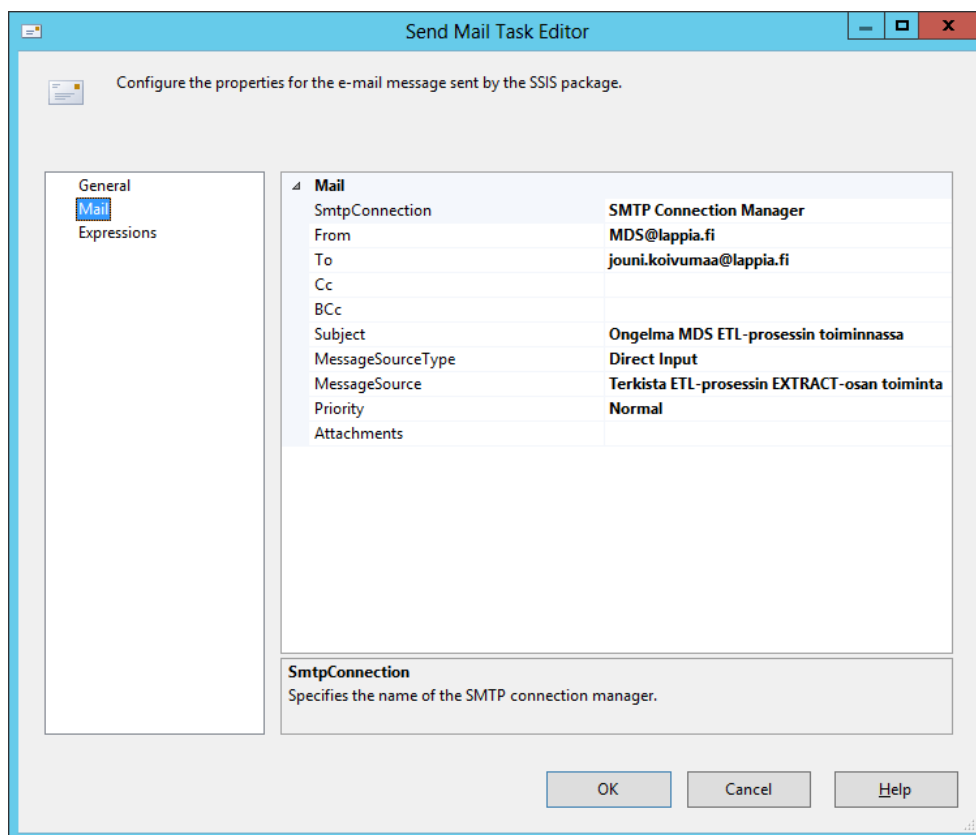 Send Mail Task Editor
Configure the properties for the e-mail message sent by the SSIS package.
General
Mail
Expressions
Mail
SmtpConnection SMTP Connection Manager
From MDS@lappia.fi
To jouni.koivumaa@lappia.fi
Cc
BCc
Subject Ongelma MDS ETL-prosessin toiminnassa
MessageSourceType Direct Input
MessageSource Terkista ETL-prosessin EXTRACT-osan toiminta
Priority Normal
Attachments
SmtpConnection
Specifies the name of the SMTP connection manager.
OK Cancel Help